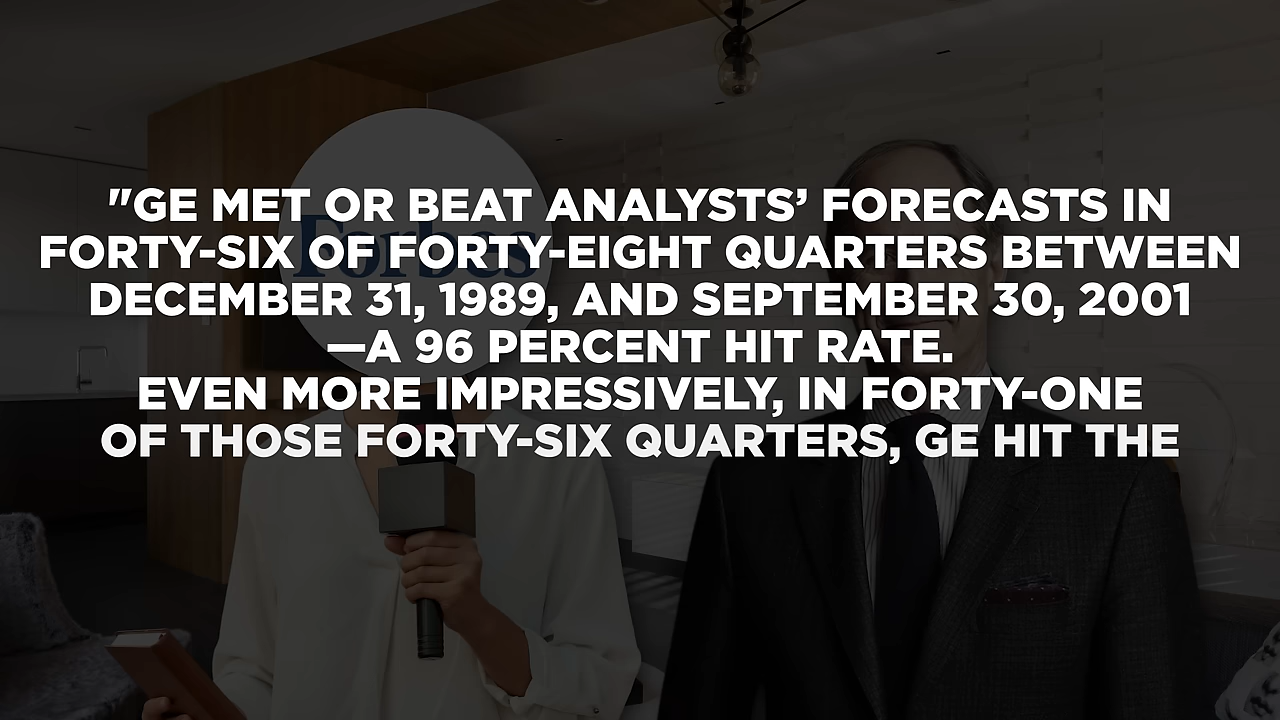 "GE MET OR BEAT ANALYSTS’ FORECASTS IN
FORTY-SIX OF FORTY-EIGHT QUARTERS BETWEEN
DECEMBER 31, 1989, AND SEPTEMBER 30, 2001
—A 96 PERCENT HIT RATE.
EVEN MORE IMPRESSIVELY, IN FORTY-ONE
OF THOSE FORTY-SIX QUARTERS, GE HIT THE
Forbes